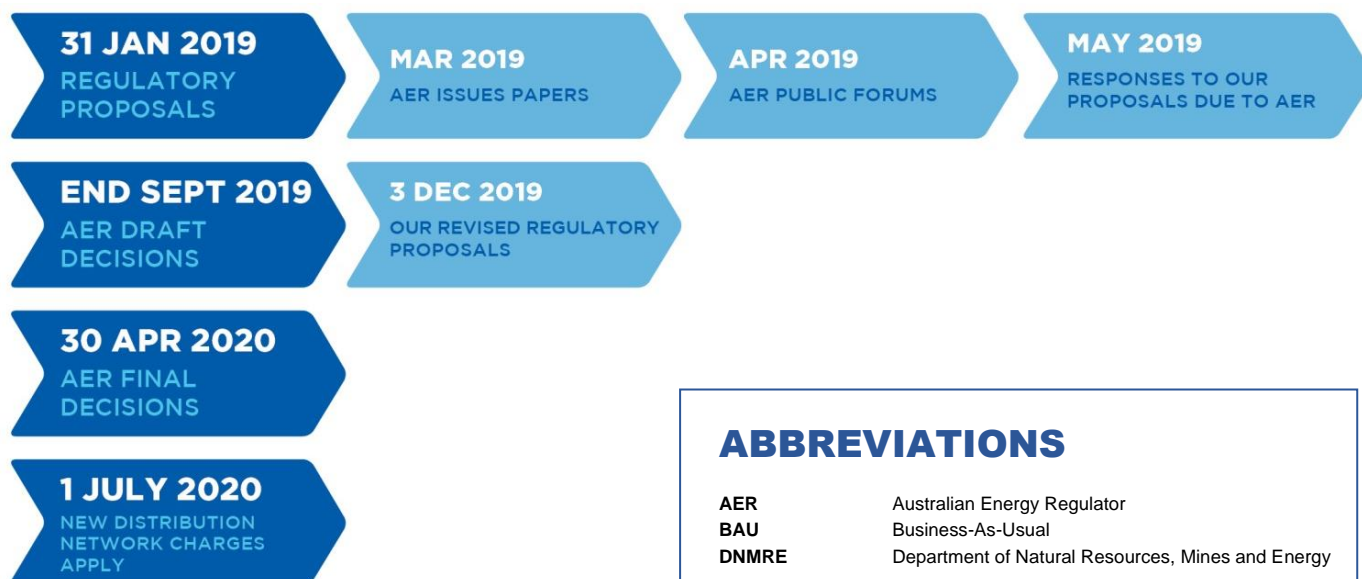 31 JAN 2019
REGULATORY
PROPOSALS
MAR 2019
AER ISSUES PAPERS
APR 2019
AER PUBLIC FORUMS
MAY 2019
RESPONSES TO OUR
PROPOSALS DUE TO AER
END SEPT 2019
AER DRAFT
DECISIONS
3 DEC 2019
OUR REVISED REGULATORY
PROPOSALS
30 APR 2020
AER FINAL
DECISIONS
1 JULY 2020
NEW DISTRIBUTION
NETWORK CHARGES
APPLY
ABBREVIATIONS
AER Australian Energy Regulator
BAU Business-As-Usual
DNMRE Department of Natural Resources, Mines and Energy